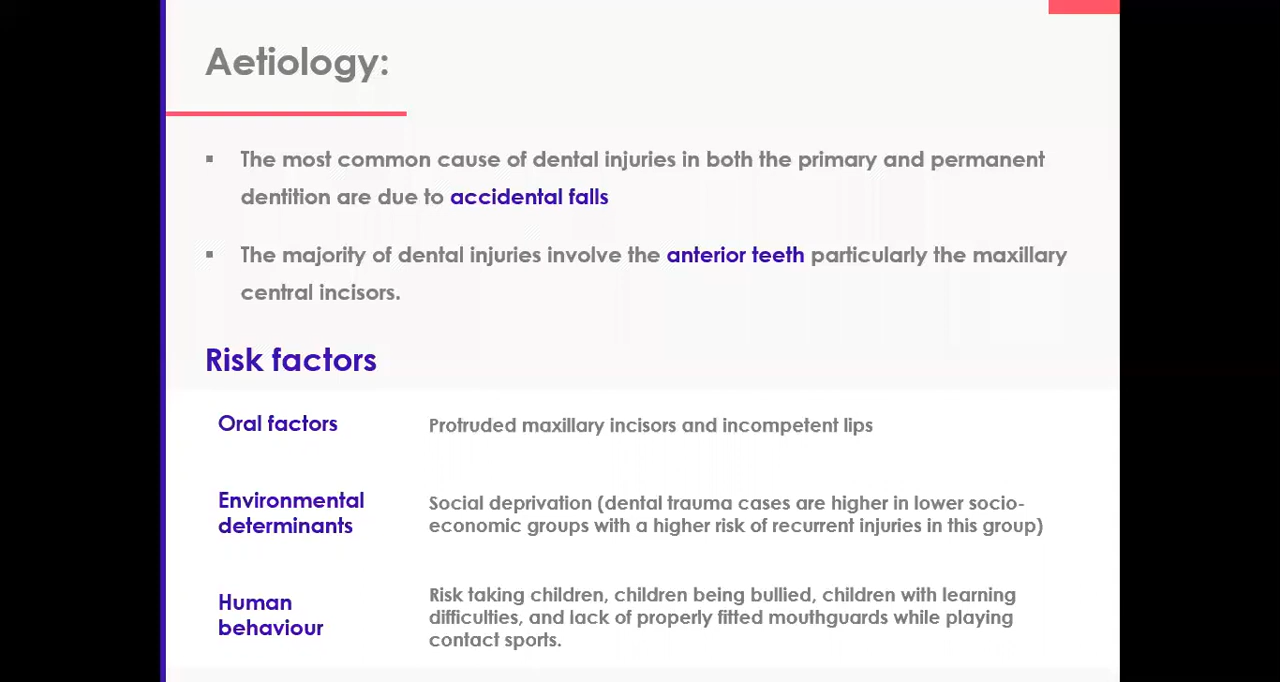 Aetiology:
▪ The most common cause of dental injuries in both the primary and permanent
dentition are due to accidental falls
▪ The majority of dental injuries involve the anterior teeth particularly the maxillary
central incisors.
Risk factors
Oral factors
Protruded maxillary incisors and incompetent lips
Environmental
determinants
Social deprivation (dental trauma cases are higher in lower socio-
economic groups with a higher risk of recurrent injuries in this group)
Human
behaviour
Risk taking children, children being bullied, children with learning
difficulties, and lack of properly fitted mouthguards while playing
contact sports.